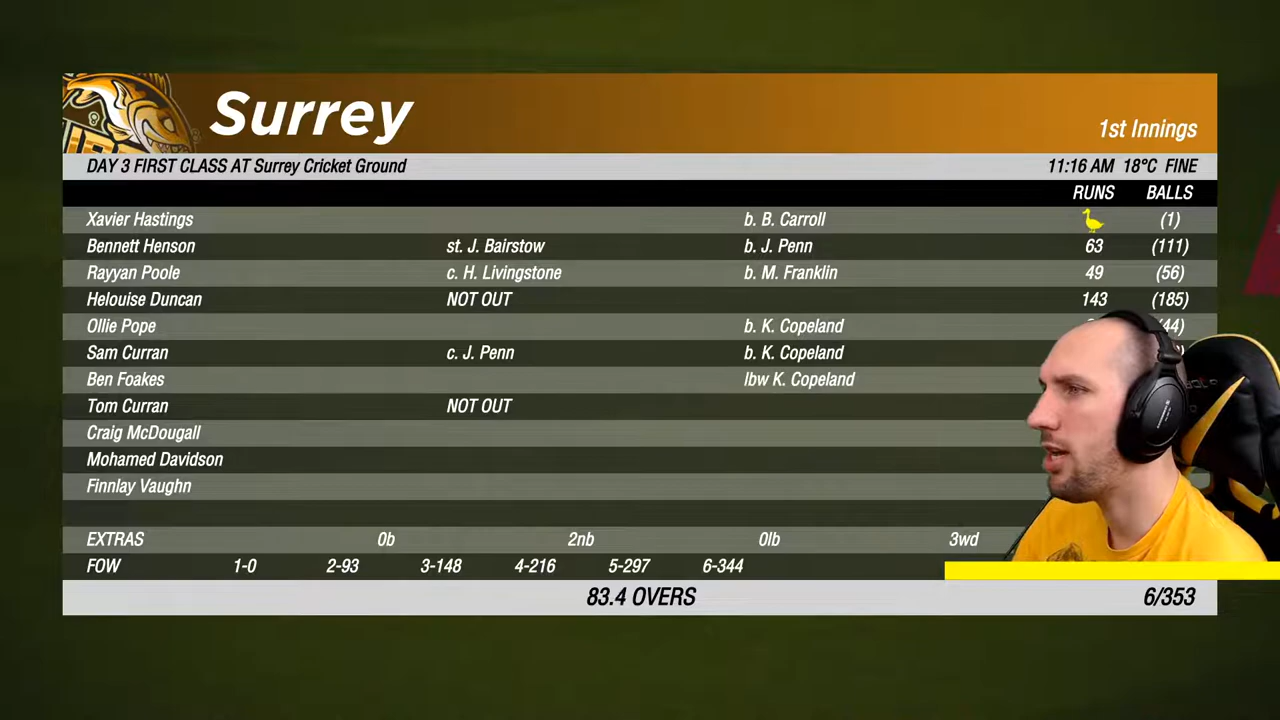 Surrey
1st Innings
DAY 3 FIRST CLASS AT Surrey Cricket Ground 11:16 AM 18°C FINE
RUNS BALLS
Xavier Hastings b. B. Carroll (1)
Bennett Henson st. J. Bairstow b. J. Penn 63 (111)
Rayyan Poole c. H. Livingstone b. M. Franklin 49 (56)
Helouise Duncan NOT OUT 143 (185)
Ollie Pope b. K. Copeland 44)
Sam Curran c. J. Penn b. K. Copeland
Ben Foakes lbw K. Copeland
Tom Curran NOT OUT
Craig McDougall
Mohamed Davidson
Finnlay Vaughn
EXTRAS 0b 2nb 0lb 3wd
FOW 1-0 2-93 3-148 4-216 5-297 6-344
83.4 OVERS 6/353